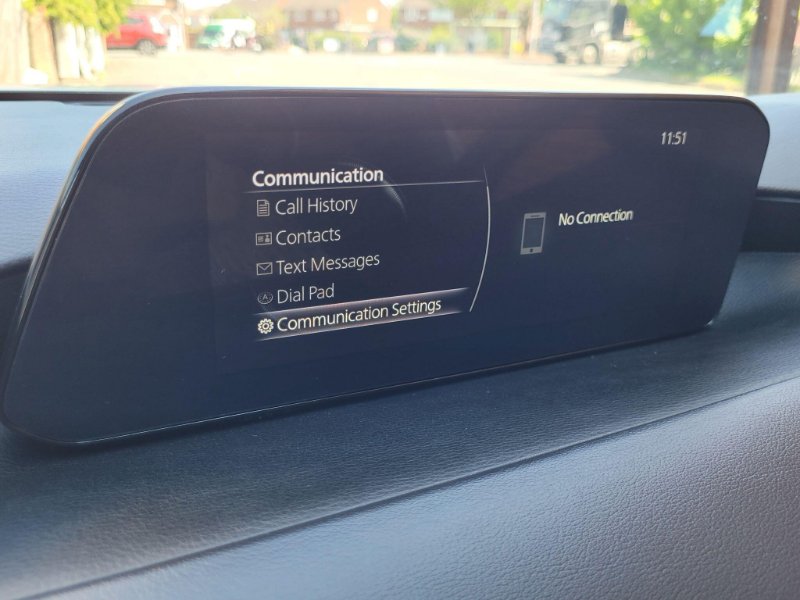 11:51
Communication
Call History
Contacts
Text Messages
Dial Pad
Communication Settings
No Connection